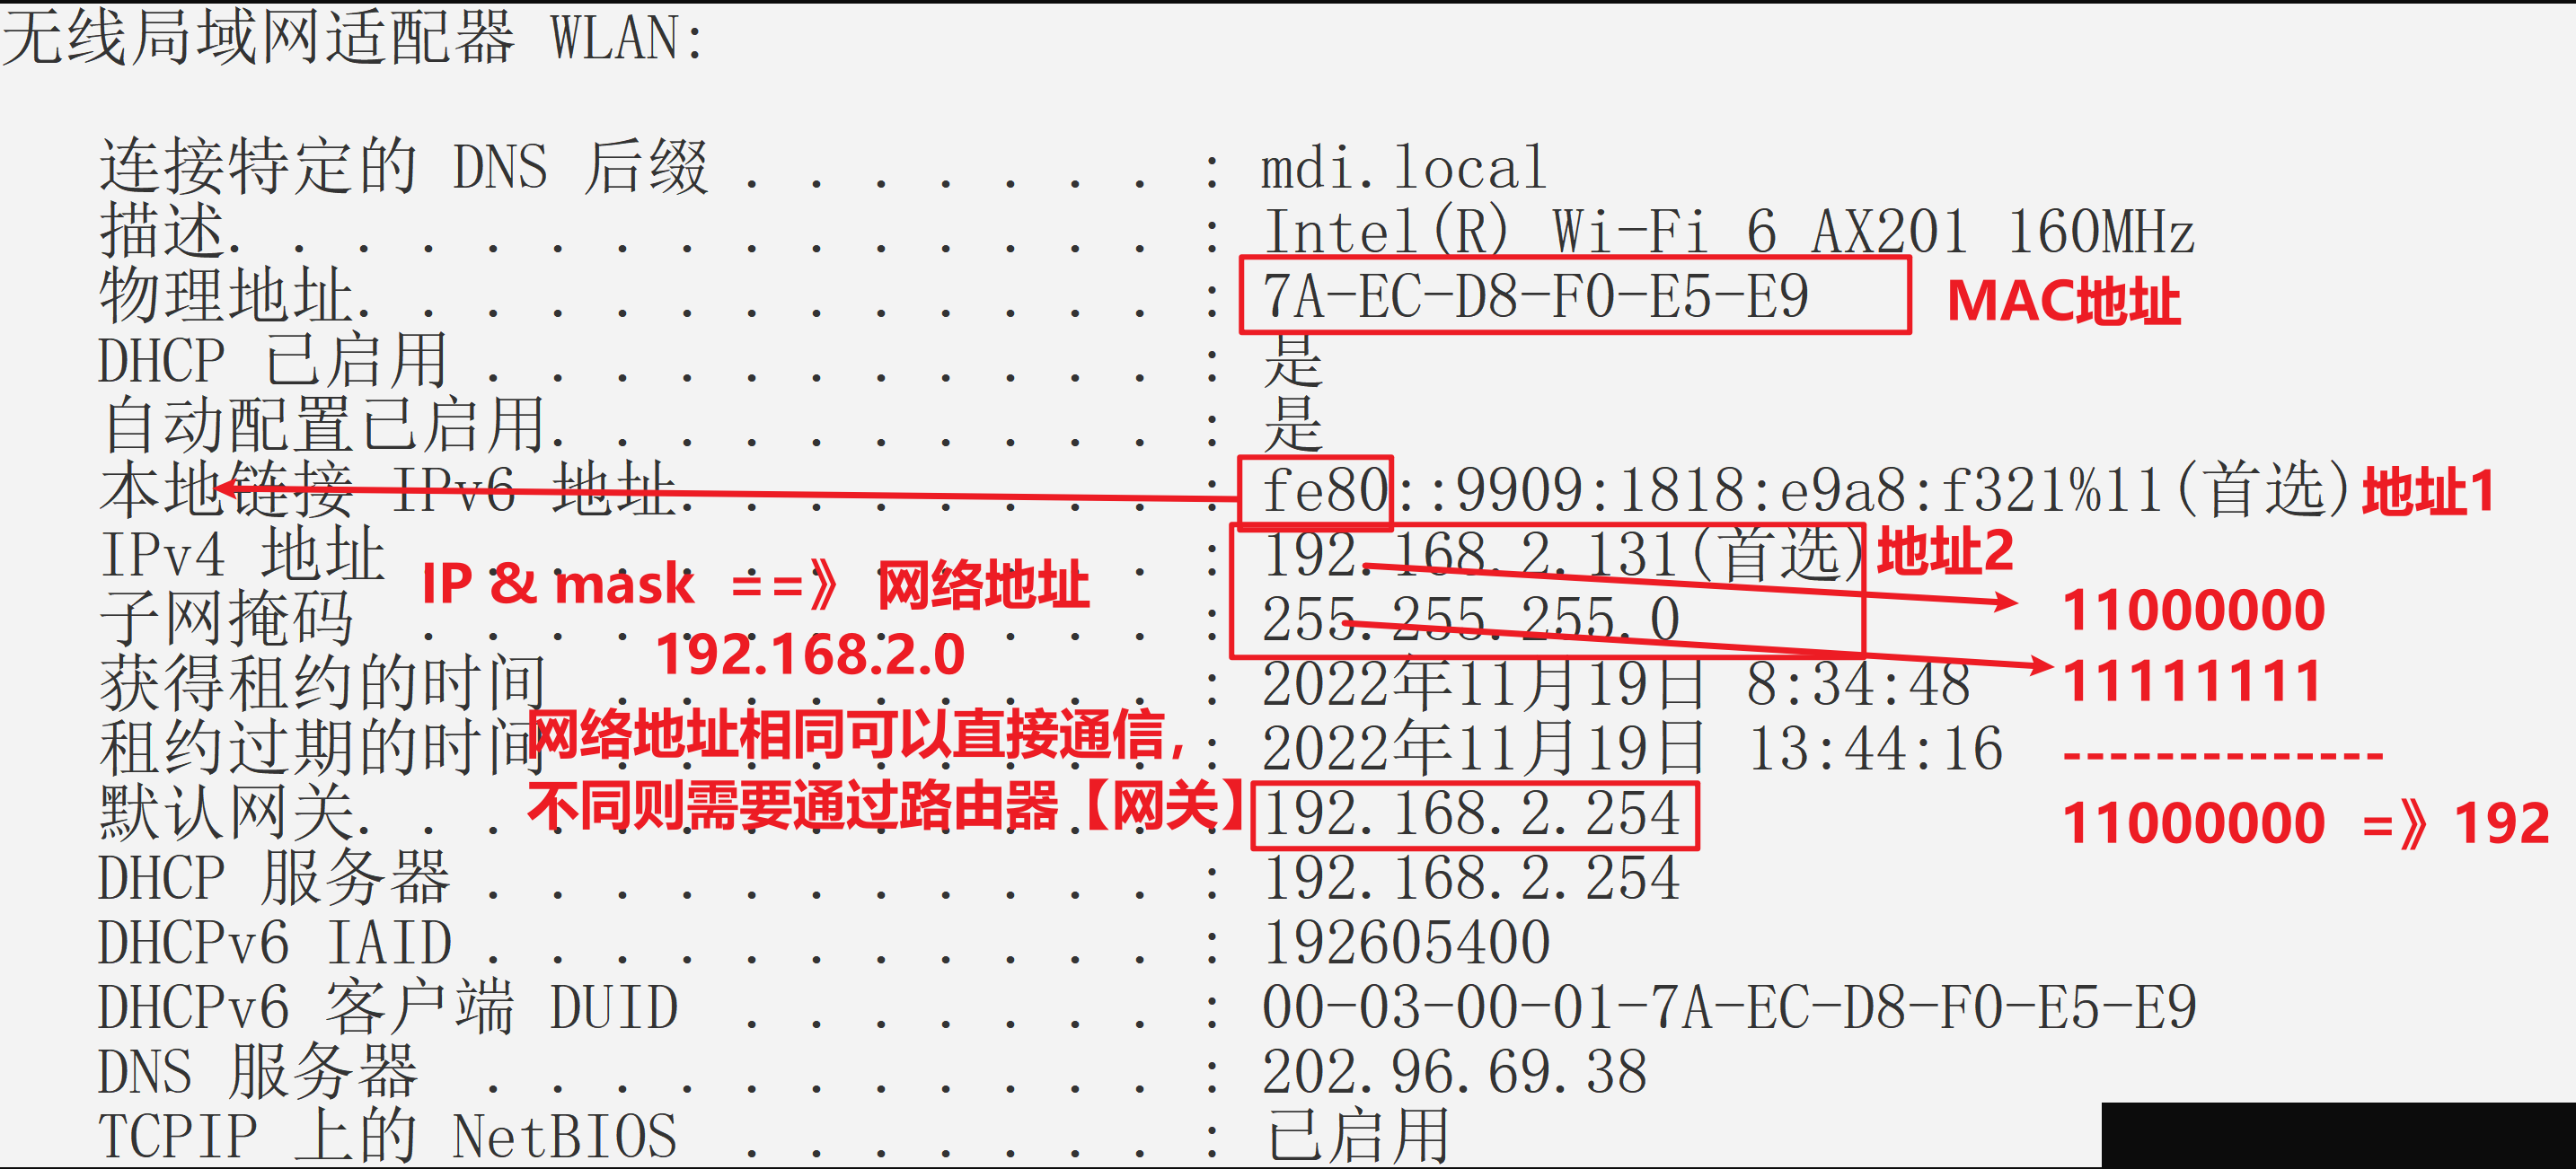 无线局域网适配器 WLAN:
连接特定的 DNS 后缀 . . . . . . . : mdi.local
描述. . . . . . . . . . . . . . . : Intel(R) Wi-Fi 6 AX201 160MHz
物理地址. . . . . . . . . . . . . : 7A-EC-D8-F0-E5-E9 MAC地址
DHCP 已启用 . . . . . . . . . . . : 是
自动配置已启用. . . . . . . . . . : 是
本地链接 IPv6 地址. . . . . . . . : fe80::9909:1818:e9a8:f321%11(首选) 地址1
IPv4 地址 . . . . . . . . . . . . : 192.168.2.131(首选) 地址2
IP & mask ==》 网络地址
11000000
子网掩码 . . . . . . . . . . . . : 255.255.255.0
192.168.2.0
11111111
获得租约的时间 . . . . . . . . . : 2022年11月19日 8:34:48
网络地址相同可以直接通信，
租约过期的时间 . . . . . . . . . : 2022年11月19日 13:44:16
--------------
不同则需要通过路由器【网关】
默认网关. . . . . . . . . . . . . : 192.168.2.254
11000000 =》192
DHCP 服务器 . . . . . . . . . . . : 192.168.2.254
DHCPv6 IAID . . . . . . . . . . . : 192605400
DHCPv6 客户端 DUID . . . . . . . : 00-03-00-01-7A-EC-D8-F0-E5-E9
DNS 服务器 . . . . . . . . . . . : 202.96.69.38
TCPIP 上的 NetBIOS . . . . . . . : 已启用